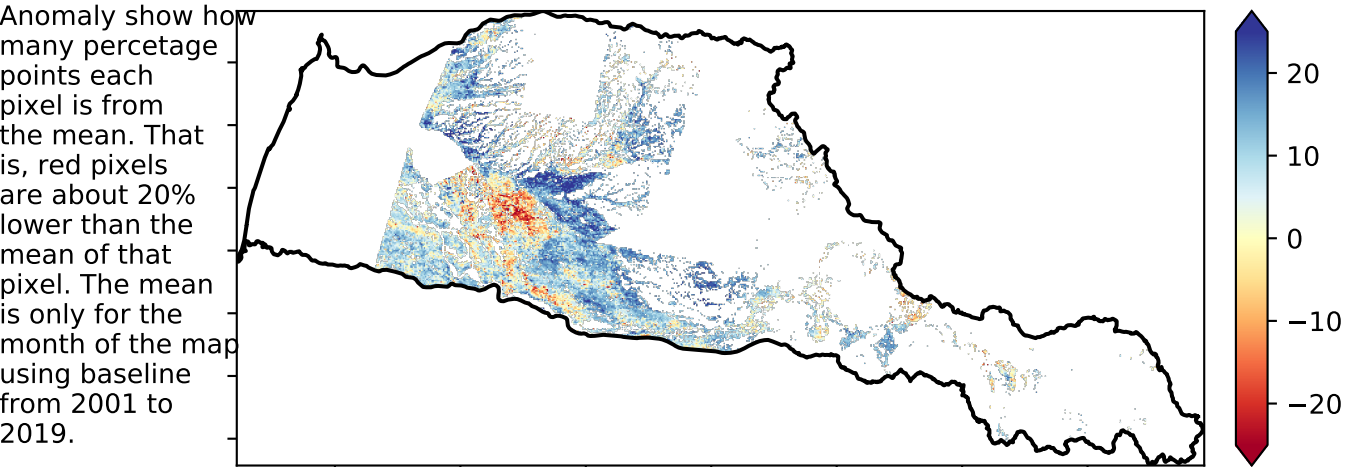 Anomaly show how
many percetage
points each
pixel is from
the mean. That
is, red pixels
are about 20%
lower than the
mean of that
pixel. The mean
is only for the
month of the map
using baseline
from 2001 to
2019.
20
10
0
−10
−20